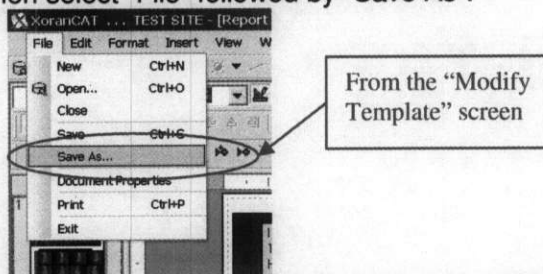 then select "File" followed by "Save As".
XoranCAT ... TEST SITE - [Report
File Edit Format Insert View W
New Ctrl+N
Open... Ctrl+O
Close
Save Ctrl+S
Save As...
Document Properties
Print Ctrl+P
Exit
1
From the "Modify
Template" screen